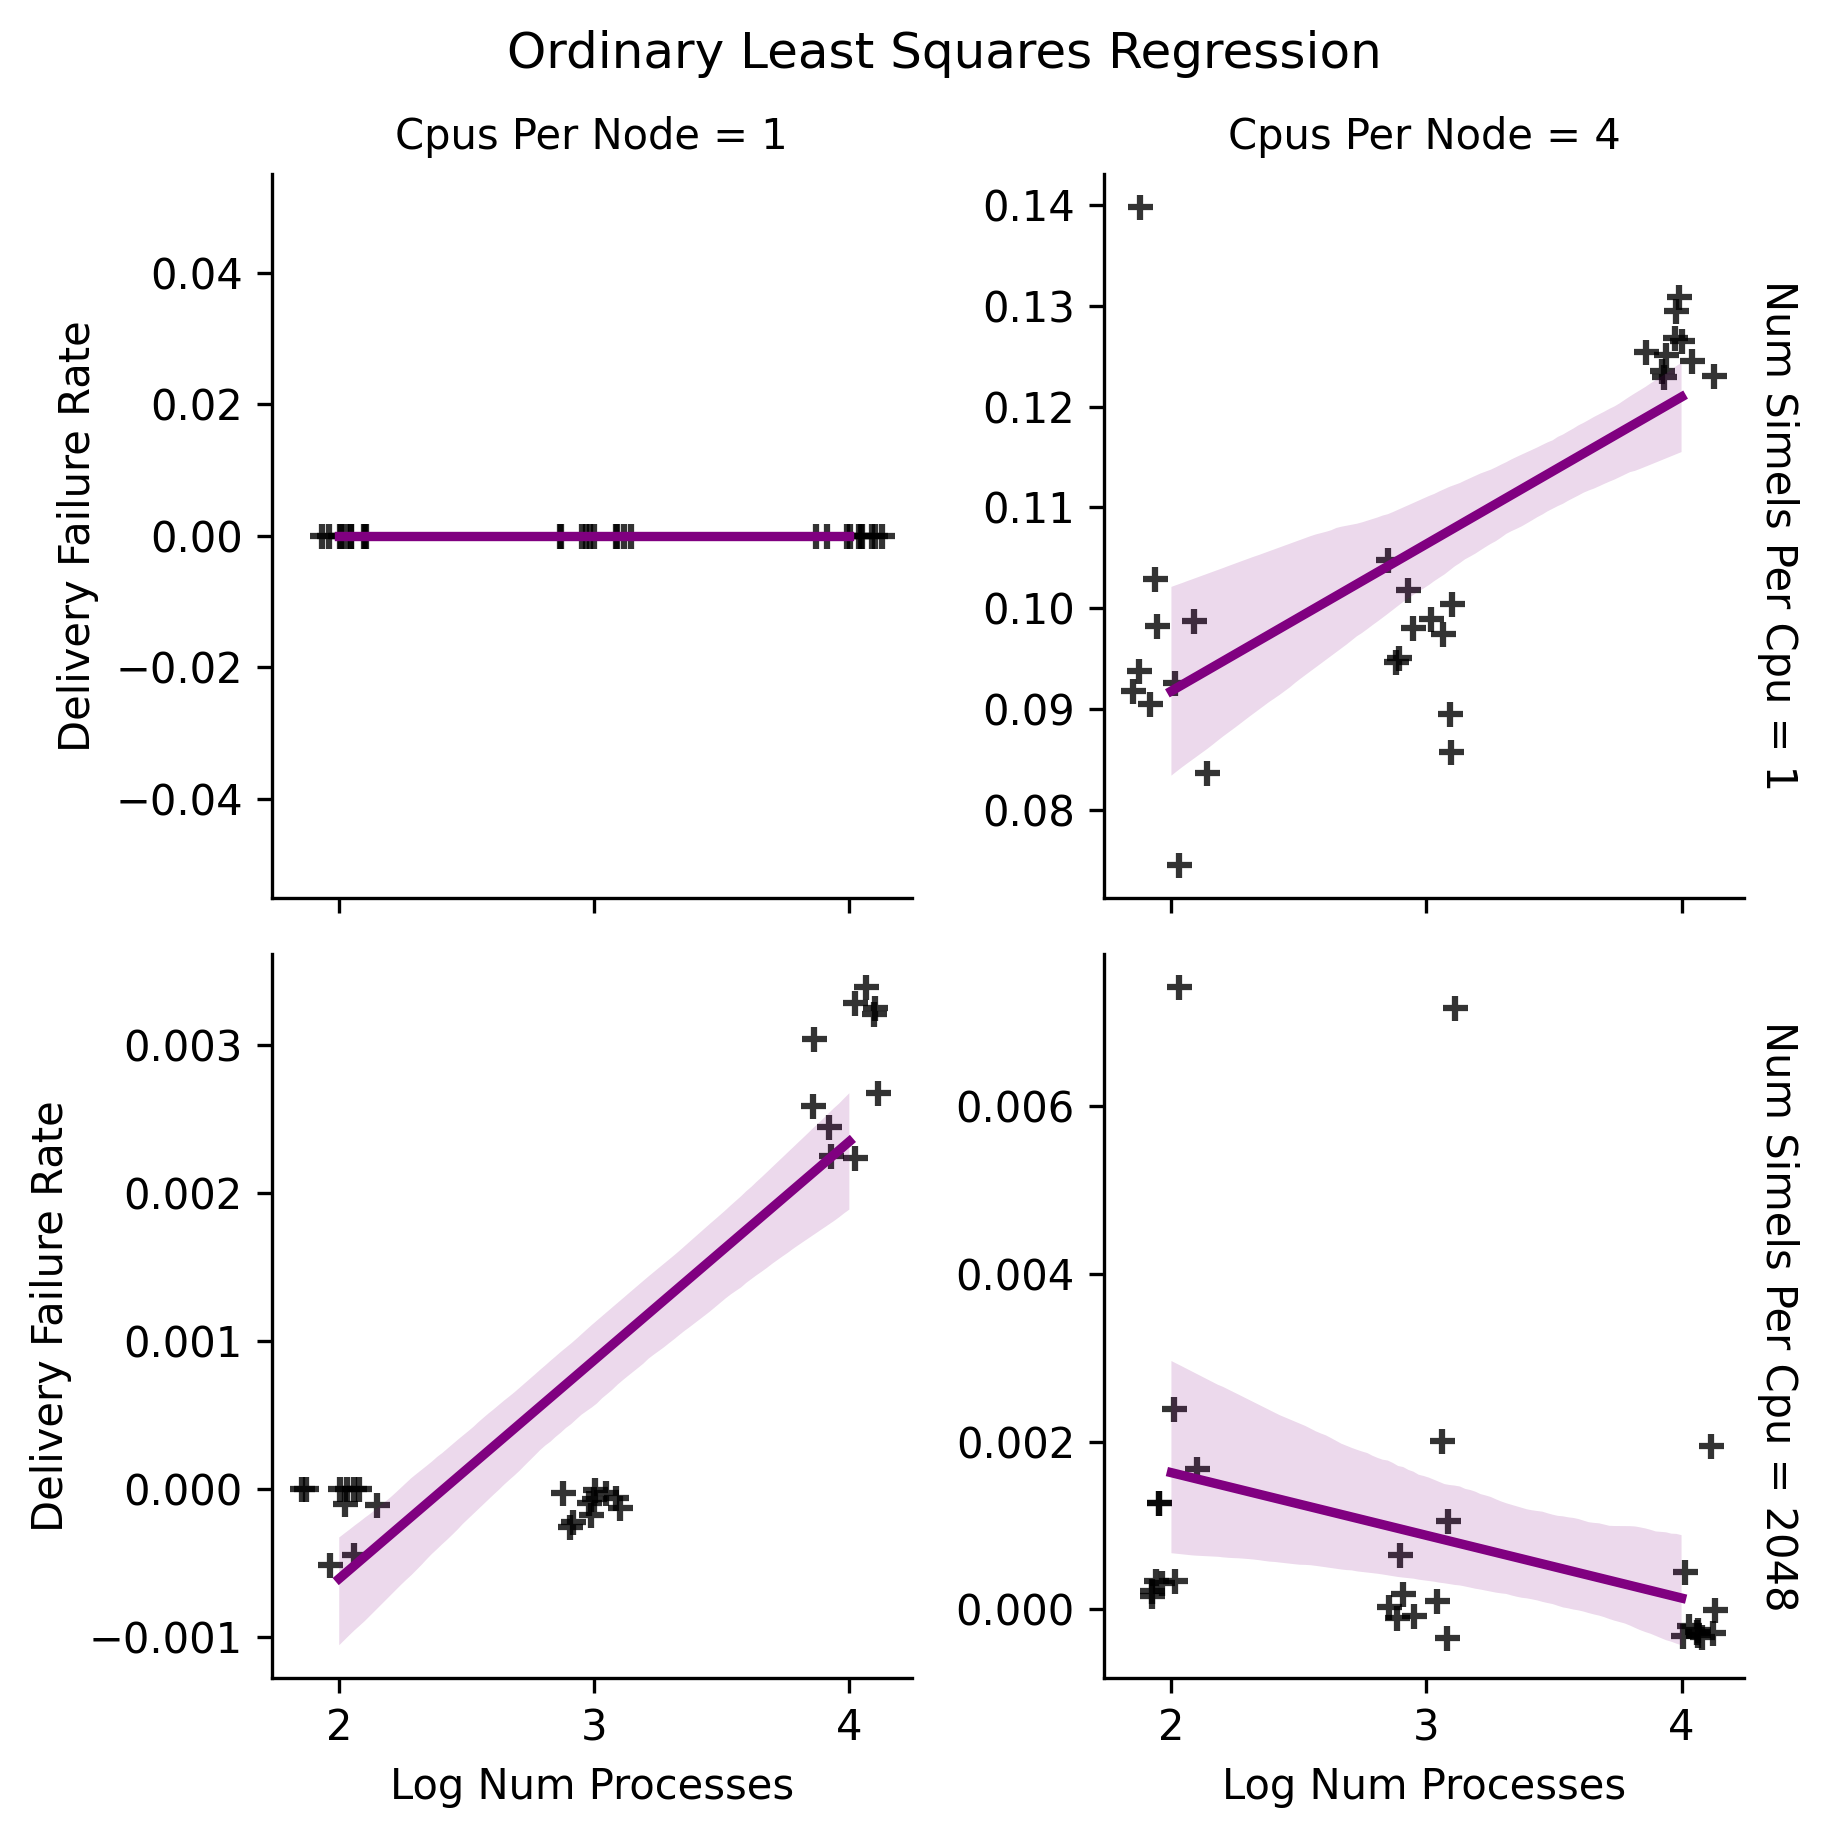 Ordinary Least Squares Regression
Cpus Per Node = 1
Cpus Per Node = 4
Delivery Failure Rate
0.04
0.02
0.00
−0.02
−0.04
0.14
0.13
0.12
0.11
0.10
0.09
0.08
Num Simels Per Cpu = 1
Delivery Failure Rate
0.003
0.002
0.001
0.000
−0.001
0.006
0.004
0.002
0.000
Num Simels Per Cpu = 2048
2 3 4
2 3 4
Log Num Processes
Log Num Processes